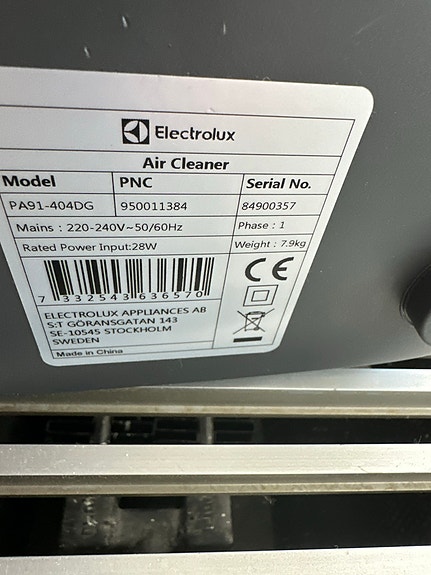 Electrolux
Air Cleaner
Model PNC Serial No.
PA91-404DG 950011384 84900357
Mains : 220-240V~50/60Hz Phase : 1
Rated Power Input:28W Weight : 7.9kg
CE
7 332543 636570
ELECTROLUX APPLIANCES AB
S:T GÖRANSGATAN 143
SE-10545 STOCKHOLM
SWEDEN
Made in China